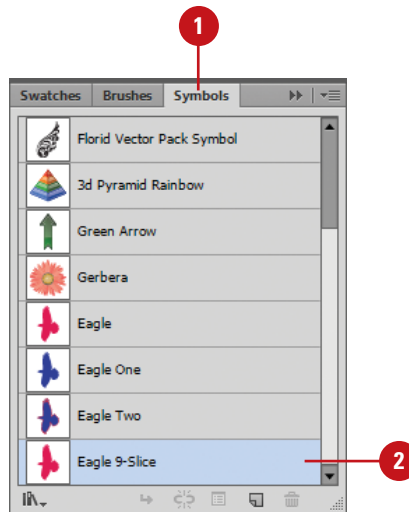 1
Swatches Brushes Symbols
Florid Vector Pack Symbol
3d Pyramid Rainbow
Green Arrow
Gerbera
Eagle
Eagle One
Eagle Two
Eagle 9-Slice
2